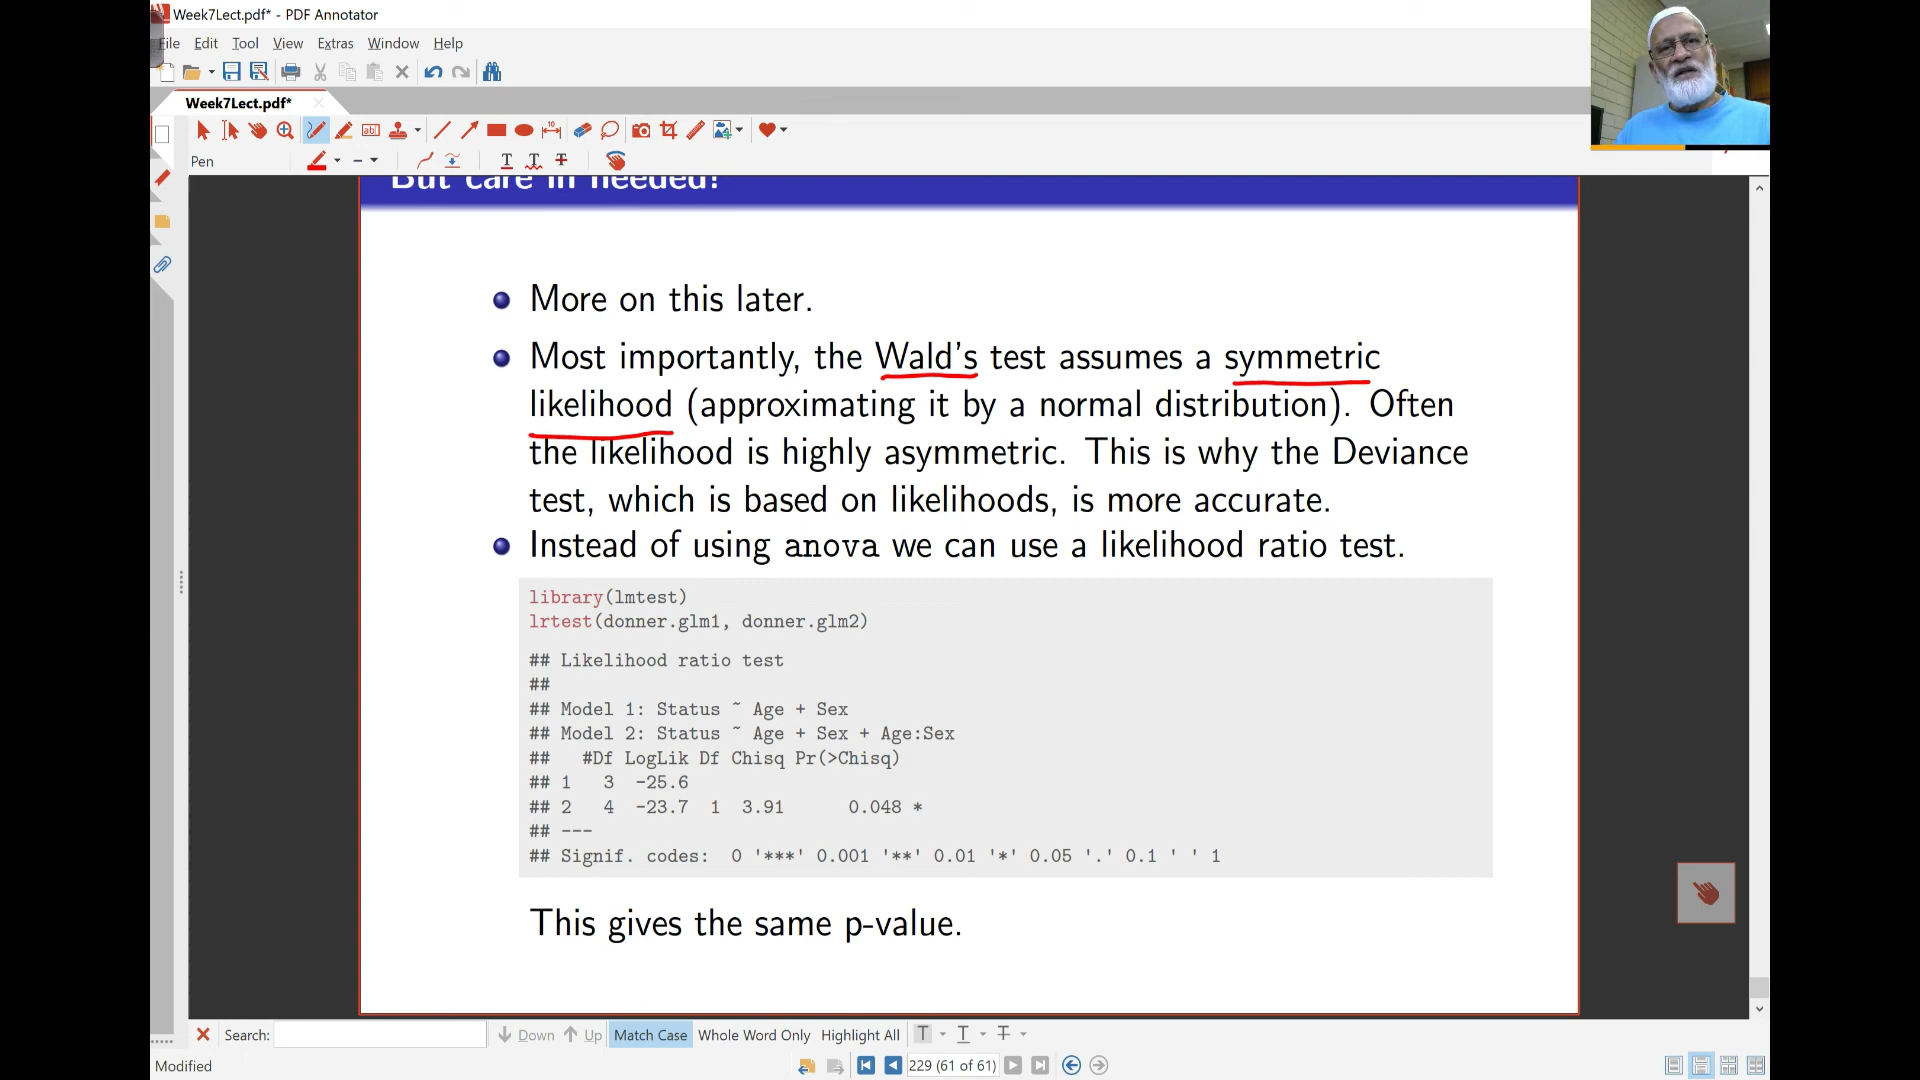 Week7Lect.pdf* - PDF Annotator
File Edit Tool View Extras Window Help
Week7Lect.pdf*
Pen
But care in needed!
More on this later.
Most importantly, the Wald's test assumes a symmetric
likelihood (approximating it by a normal distribution). Often
the likelihood is highly asymmetric. This is why the Deviance
test, which is based on likelihoods, is more accurate.
Instead of using anova we can use a likelihood ratio test.
library(lmtest)
lrtest(donner.glm1, donner.glm2)
## Likelihood ratio test
##
## Model 1: Status ~ Age + Sex
## Model 2: Status ~ Age + Sex + Age:Sex
## #Df LogLik Df Chisq Pr(>Chisq)
## 1 3 -25.6
## 2 4 -23.7 1 3.91 0.048 *
## ---
## Signif. codes: 0 '***' 0.001 '**' 0.01 '*' 0.05 '.' 0.1 ' ' 1
This gives the same p-value.
Search: Down Up Match Case Whole Word Only Highlight All
Modified 229 (61 of 61)